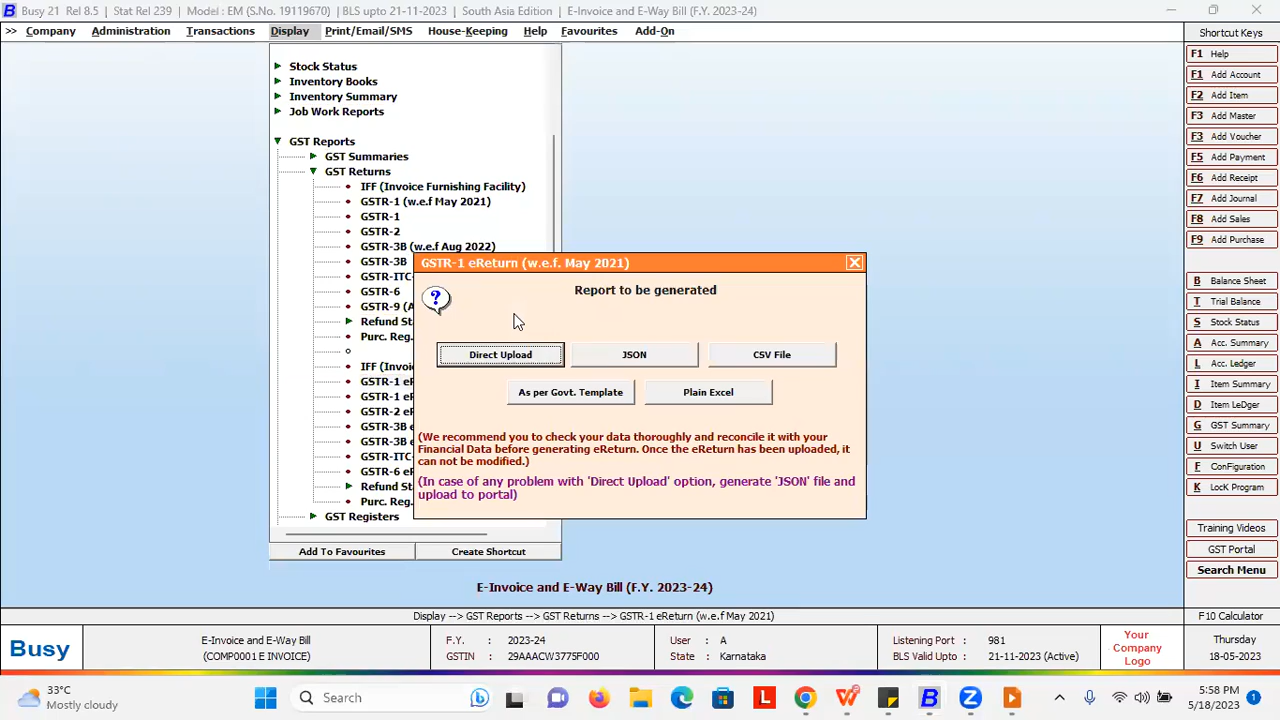 Busy 21 Rel 8.5 | Stat Rel 239 | Model : EM (S.No. 19119670) | BLS upto 21-11-2023 | South Asia Edition | E-Invoice and E-Way Bill (F.Y. 2023-24)
>> Company Administration Transactions Display Print/Email/SMS House-Keeping Help Favourites Add-On
Stock Status
Inventory Books
Inventory Summary
Job Work Reports
GST Reports
GST Summaries
GST Returns
IFF (Invoice Furnishing Facility)
GSTR-1 (w.e.f May 2021)
GSTR-1
GSTR-2
GSTR-3B (w.e.f Aug 2022)
GSTR-3B
GSTR-ITC-
GSTR-6
GSTR-9 (A
Refund St
Purc. Reg.
IFF (Invoi
GSTR-1 e
GSTR-1 e
GSTR-2 e
GSTR-3B e
GSTR-3B e
GSTR-ITC-
GSTR-6 e
Refund St
Purc. Reg.
GST Registers
Add To Favourites Create Shortcut
GSTR-1 eReturn (w.e.f. May 2021)
?
Report to be generated
Direct Upload JSON CSV File
As per Govt. Template Plain Excel
(We recommend you to check your data thoroughly and reconcile it with your
Financial Data before generating eReturn. Once the eReturn has been uploaded, it
can not be modified.)
(In case of any problem with 'Direct Upload' option, generate 'JSON' file and
upload to portal)
E-Invoice and E-Way Bill (F.Y. 2023-24)
Display --> GST Reports --> GST Returns --> GSTR-1 eReturn (w.e.f May 2021)
Shortcut Keys
F1 Help
F1 Add Account
F2 Add Item
F3 Add Master
F3 Add Voucher
F5 Add Payment
F6 Add Receipt
F7 Add Journal
F8 Add Sales
F9 Add Purchase
B Balance Sheet
T Trial Balance
S Stock Status
A Acc. Summary
L Acc. Ledger
I Item Summary
D Item LeDger
G GST Summary
U Switch User
F Configuration
K LocK Program
Training Videos
GST Portal
Search Menu
F10 Calculator
Busy
E-Invoice and E-Way Bill
(COMP0001 E INVOICE)
F.Y. : 2023-24
GSTIN : 29AAACW3775F000
User : A
State : Karnataka
Listening Port : 981
BLS Valid Upto : 21-11-2023 (Active)
Your
Company
Logo
Thursday
18-05-2023
33°C
Mostly cloudy
Search
5:58 PM
5/18/2023
1